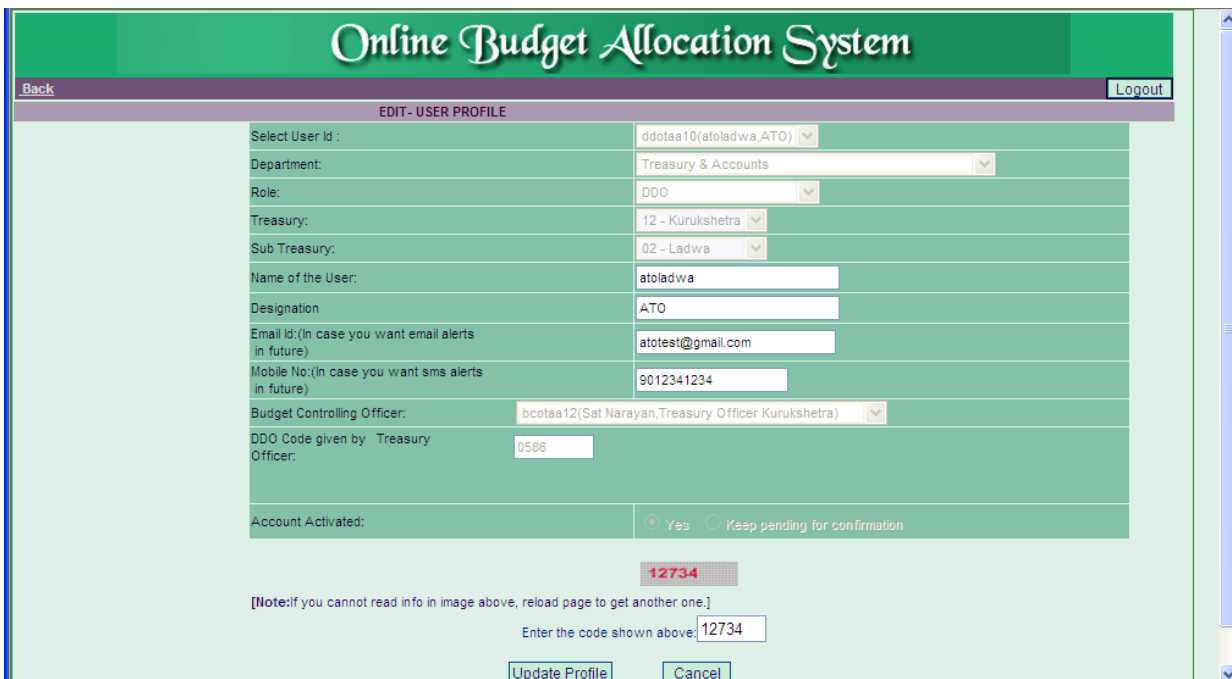 Online Budget Allocation System
Back Logout
EDIT- USER PROFILE
Select User Id : ddotaa10(atoladwa,ATO)
Department: Treasury & Accounts
Role: DDO
Treasury: 12 - Kurukshetra
Sub Treasury: 02 - Ladwa
Name of the User: atoladwa
Designation ATO
Email Id:(In case you want email alerts
in future) atotest@gmail.com
Mobile No:(In case you want sms alerts
in future) 9012341234
Budget Controlling Officer: bcotaa12(Sat Narayan,Treasury Officer Kurukshetra)
DDO Code given by Treasury
Officer: 0586
Account Activated: Yes Keep pending for confirmation
12734
[Note:If you cannot read info in image above, reload page to get another one.]
Enter the code shown above: 12734
Update Profile Cancel